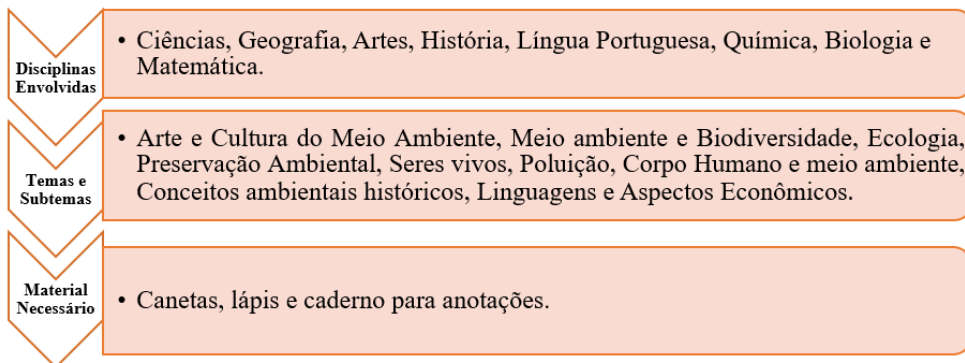 Disciplinas
Envolvidas
• Ciências, Geografia, Artes, História, Língua Portuguesa, Química, Biologia e
Matemática.
Temas e
Subtemas
• Arte e Cultura do Meio Ambiente, Meio ambiente e Biodiversidade, Ecologia,
Preservação Ambiental, Seres vivos, Poluição, Corpo Humano e meio ambiente,
Conceitos ambientais históricos, Linguagens e Aspectos Econômicos.
Material
Necessário
• Canetas, lápis e caderno para anotações.